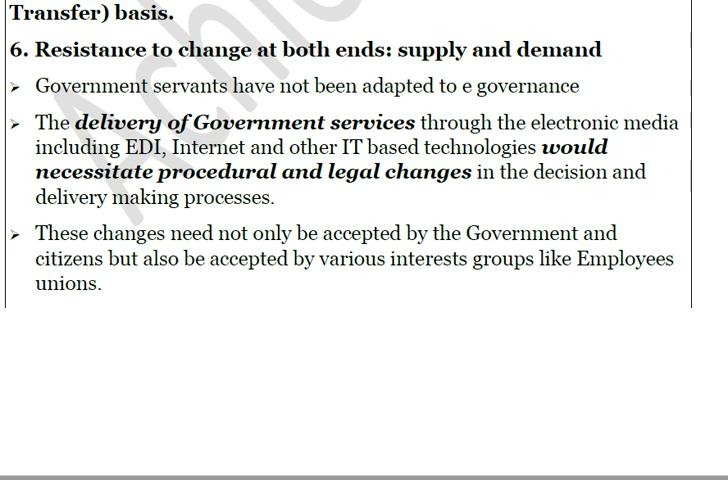 Transfer) basis.
6. Resistance to change at both ends: supply and demand
➢ Government servants have not been adapted to e governance
➢ The delivery of Government services through the electronic media
including EDI, Internet and other IT based technologies would
necessitate procedural and legal changes in the decision and
delivery making processes.
➢ These changes need not only be accepted by the Government and
citizens but also be accepted by various interests groups like Employees
unions.
Achie